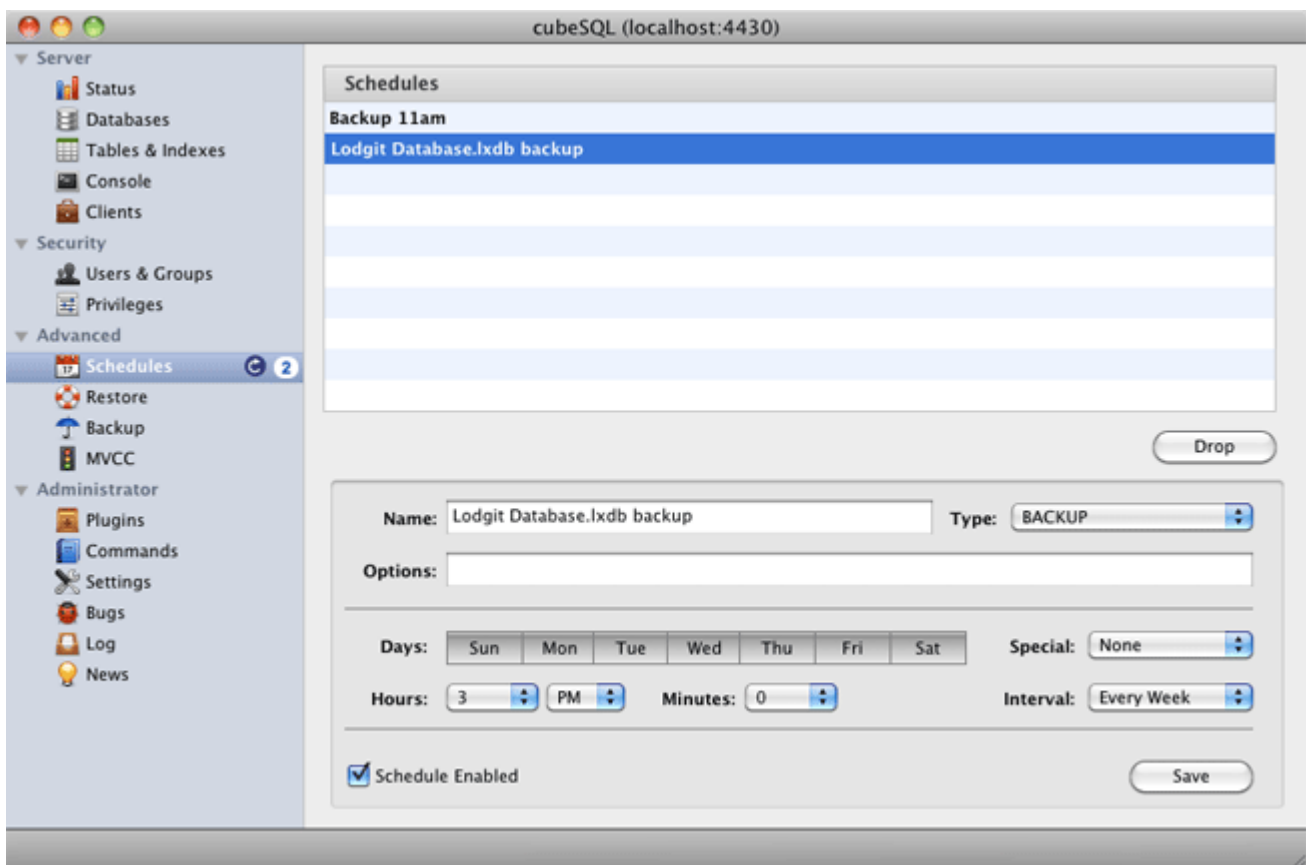 cubeSQL (localhost:4430)
Server
Status
Databases
Tables & Indexes
Console
Clients
Security
Users & Groups
Privileges
Advanced
Schedules 2
Restore
Backup
MVCC
Administrator
Plugins
Commands
Settings
Bugs
Log
News
Schedules
Backup 11am
Lodgit Database.lxdb backup
Drop
Name: Lodgit Database.lxdb backup Type: BACKUP
Options:
Days: Sun Mon Tue Wed Thu Fri Sat Special: None
Hours: 3 PM Minutes: 0 Interval: Every Week
Schedule Enabled Save